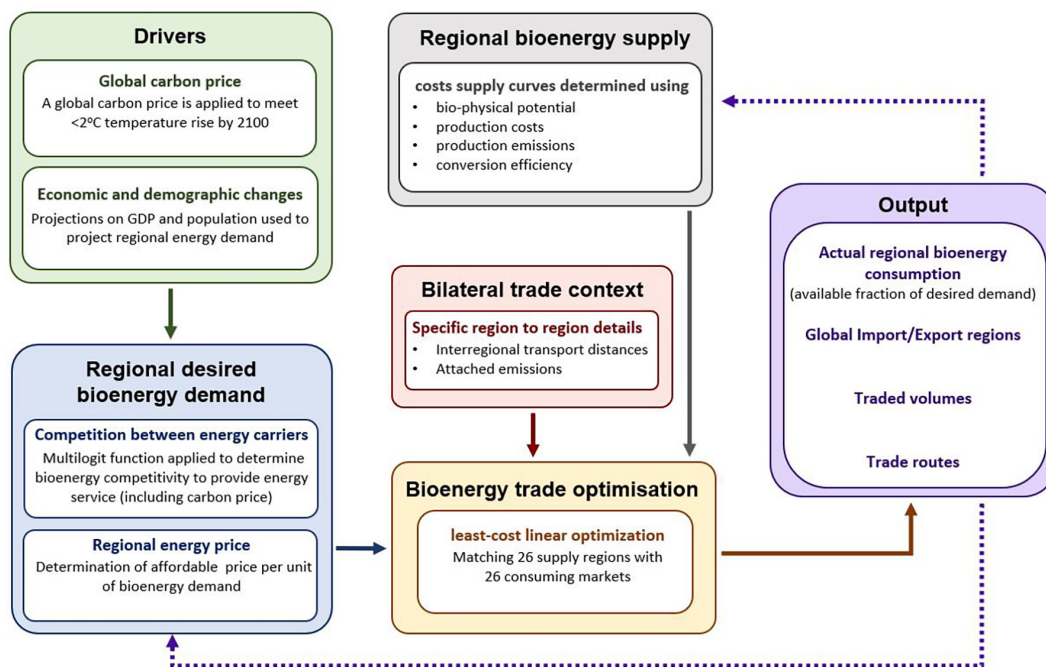 Drivers
Global carbon price
A global carbon price is applied to meet
<2°C temperature rise by 2100
Economic and demographic changes
Projections on GDP and population used to
project regional energy demand
Regional bioenergy supply
costs supply curves determined using
• bio-physical potential
• production costs
• production emissions
• conversion efficiency
Bilateral trade context
Specific region to region details
• Interregional transport distances
• Attached emissions
Regional desired
bioenergy demand
Competition between energy carriers
Multilogit function applied to determine
bioenergy competitivity to provide energy
service (including carbon price)
Regional energy price
Determination of affordable price per unit
of bioenergy demand
Bioenergy trade optimisation
least-cost linear optimization
Matching 26 supply regions with
26 consuming markets
Output
Actual regional bioenergy
consumption
(available fraction of desired demand)
Global Import/Export regions
Traded volumes
Trade routes